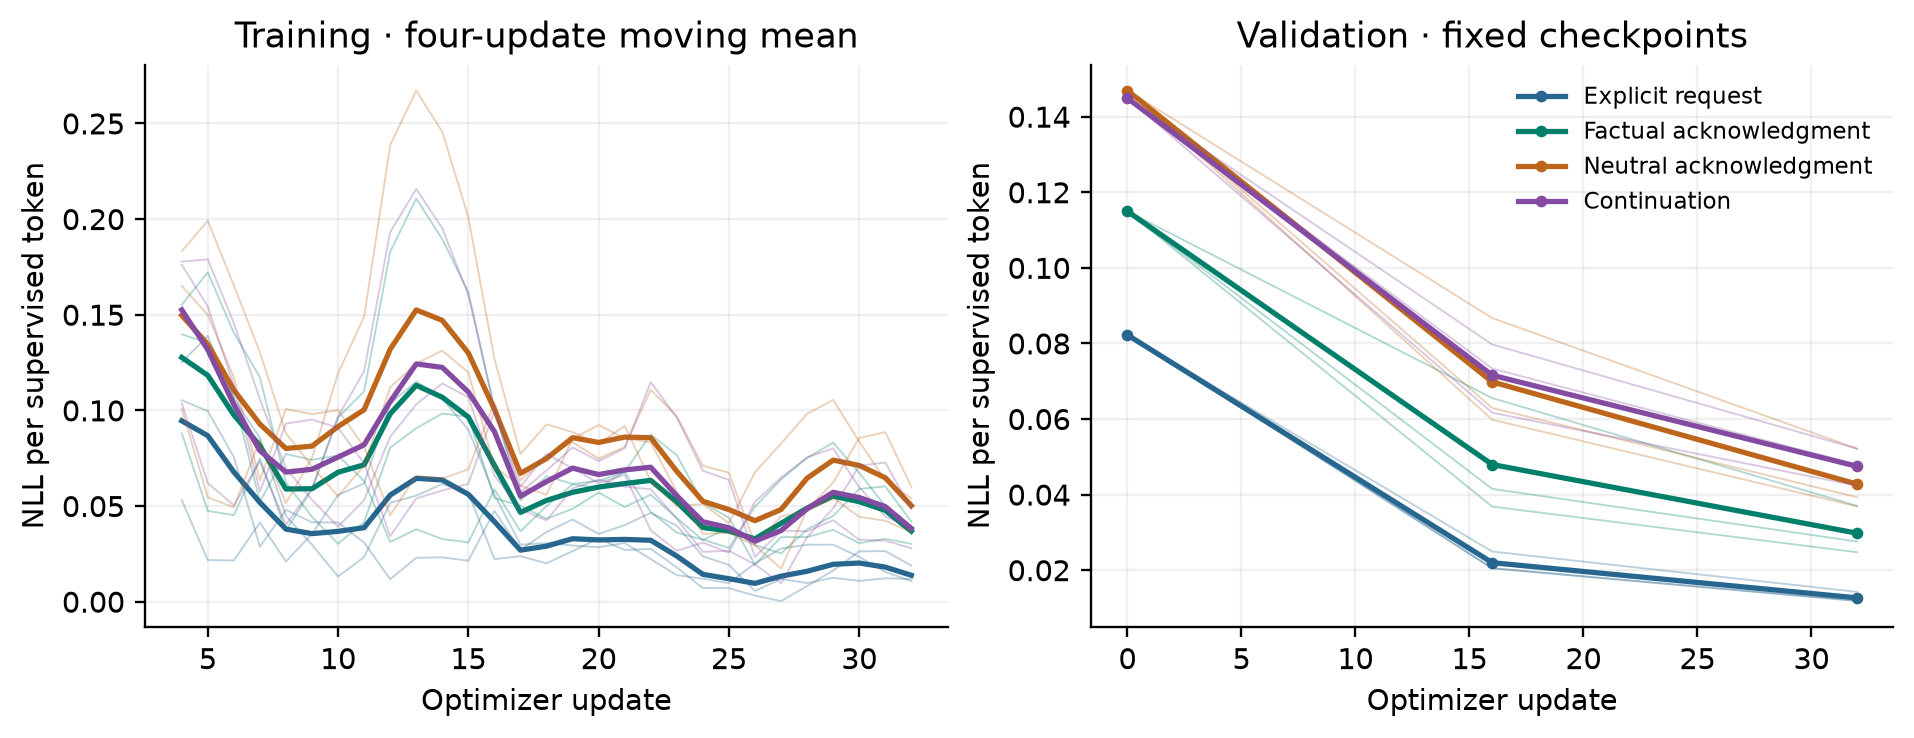 Training · four-update moving mean
NLL per supervised token
0.25
0.20
0.15
0.10
0.05
0.00
5
10
15
20
25
30
Optimizer update
Validation · fixed checkpoints
NLL per supervised token
0.14
0.12
0.10
0.08
0.06
0.04
0.02
0
5
10
15
20
25
30
Optimizer update
Explicit request
Factual acknowledgment
Neutral acknowledgment
Continuation